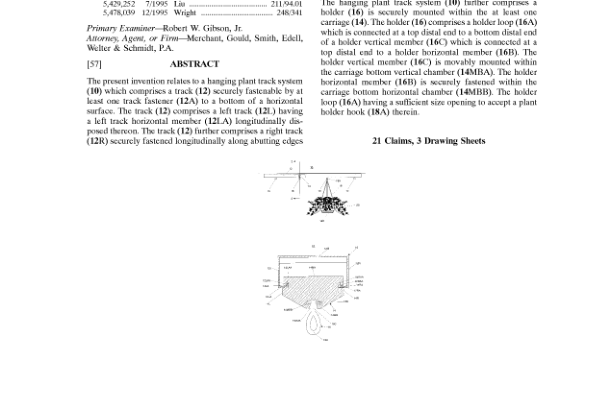 5,429,252 7/1995 Liu ................................ 211/94.01
5,478,039 12/1995 Wright ............................ 248/341
Primary Examiner—Robert W. Gibson, Jr.
Attorney, Agent, or Firm—Merchant, Gould, Smith, Edell,
Welter & Schmidt, P.A.
[57] ABSTRACT
The present invention relates to a hanging plant track system
(10) which comprises a track (12) securely fastenable by at
least one track fastener (12A) to a bottom of a horizontal
surface. The track (12) comprises a left track (12L) having
a left track horizontal member (12LA) longitudinally dis-
posed thereon. The track (12) further comprises a right track
(12R) securely fastened longitudinally along abutting edges
The hanging plant track system (10) further comprises a
holder (16) is securely mounted within the at least one
carriage (14). The holder (16) comprises a holder loop (16A)
which is connected at a top distal end to a bottom distal end
of a holder vertical member (16C) which is connected at a
top distal end to a holder horizontal member (16B). The
holder vertical member (16C) is movably mounted within
the carriage bottom vertical chamber (14MBA). The holder
horizontal member (16B) is securely fastened within the
carriage bottom horizontal chamber (14MBB). The holder
loop (16A) having a sufficient size opening to accept a plant
holder hook (18A) therein.
21 Claims, 3 Drawing Sheets